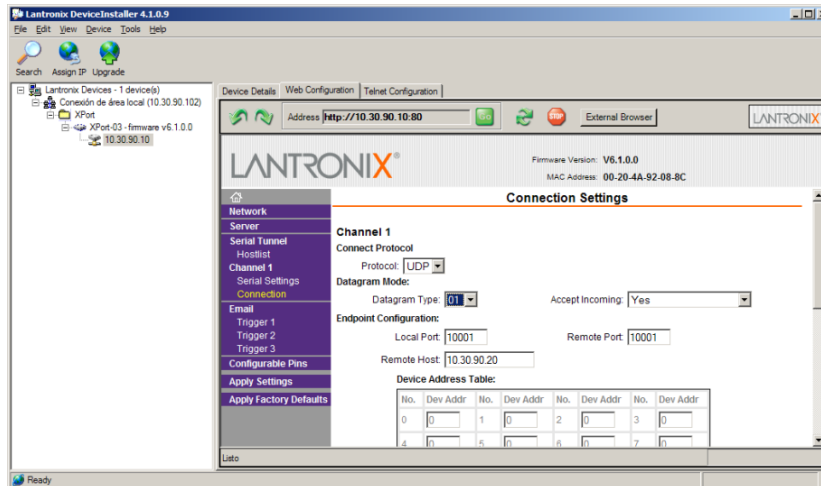 Lantronix DeviceInstaller 4.1.0.9
File Edit View Device Tools Help
Search Assign IP Upgrade
Lantronix Devices - 1 device(s)
Conexión de área local (10.30.90.102)
XPort
XPort-03 - firmware v6.1.0.0
10.30.90.10
Device Details Web Configuration Telnet Configuration
Address http://10.30.90.10:80 Go STOP External Browser LANTRONIX
LANTRONIX®
Firmware Version: V6.1.0.0
MAC Address: 00-20-4A-92-08-8C
Network
Server
Serial Tunnel
Hostlist
Channel 1
Serial Settings
Connection
Email
Trigger 1
Trigger 2
Trigger 3
Configurable Pins
Apply Settings
Apply Factory Defaults
Connection Settings
Channel 1
Connect Protocol
Protocol: UDP
Datagram Mode:
Datagram Type: 01 Accept Incoming: Yes
Endpoint Configuration:
Local Port: 10001 Remote Port: 10001
Remote Host: 10.30.90.20
Device Address Table:
No. Dev Addr No. Dev Addr No. Dev Addr No. Dev Addr
0 0 1 0 2 0 3 0
4 0 5 0 6 0 7 0
Listo
Ready